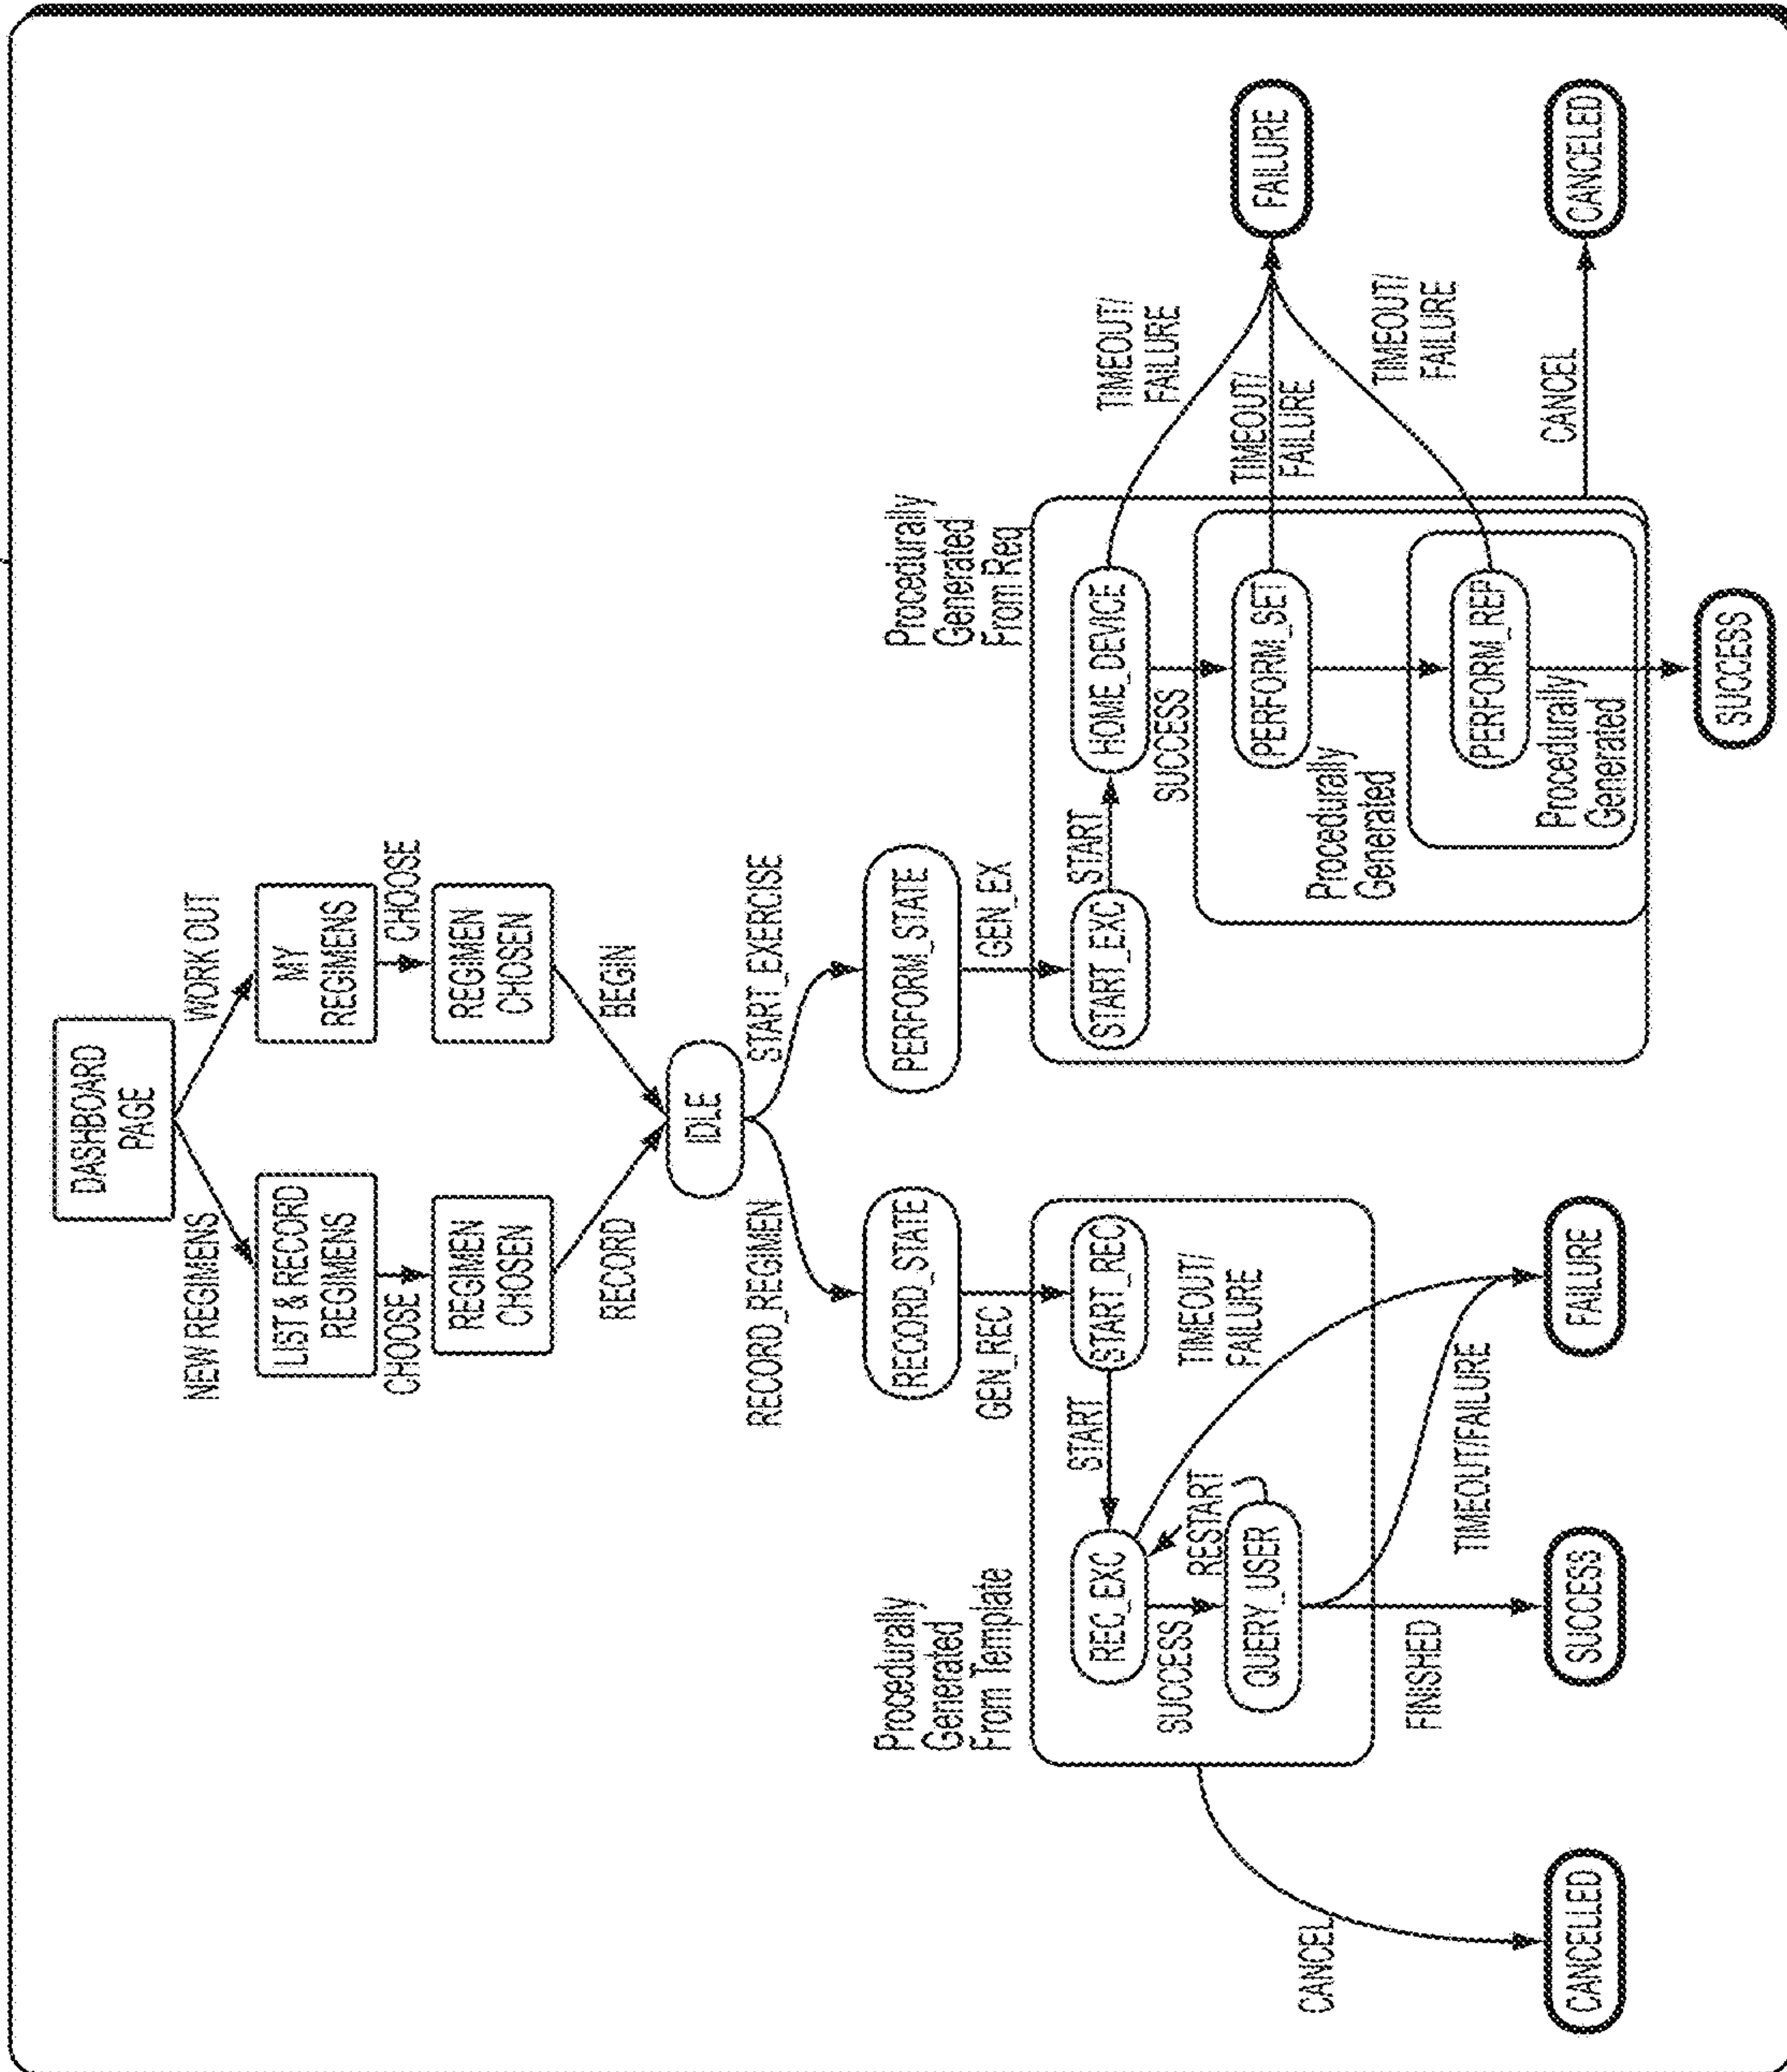 DASHBOARD
PAGE
NEW REGIMENS
WORK OUT
LIST & RECORD
REGIMENS
MY
REGIMENS
CHOOSE
CHOOSE
REGIMEN
CHOSEN
REGIMEN
CHOSEN
RECORD
BEGIN
IDLE
RECORD_REGIMEN
START_EXERCISE
RECORD_STATE
PERFORM_STATE
GEN_REC
GEN_EX
Procedurally
Generated
From Template
START_REC
START
REC_EXC
TIMEOUT/
FAILURE
RESTART
SUCCESS
QUERY_USER
CANCEL
FINISHED
TIMEOUT/FAILURE
CANCELLED
SUCCESS
FAILURE
Procedurally
Generated
From Req
START_EXC
START
HOME_DEVICE
TIMEOUT/
FAILURE
SUCCESS
PERFORM_SET
TIMEOUT/
FAILURE
FAILURE
Procedurally
Generated
PERFORM_REP
TIMEOUT/
FAILURE
Procedurally
Generated
CANCEL
CANCELED
SUCCESS